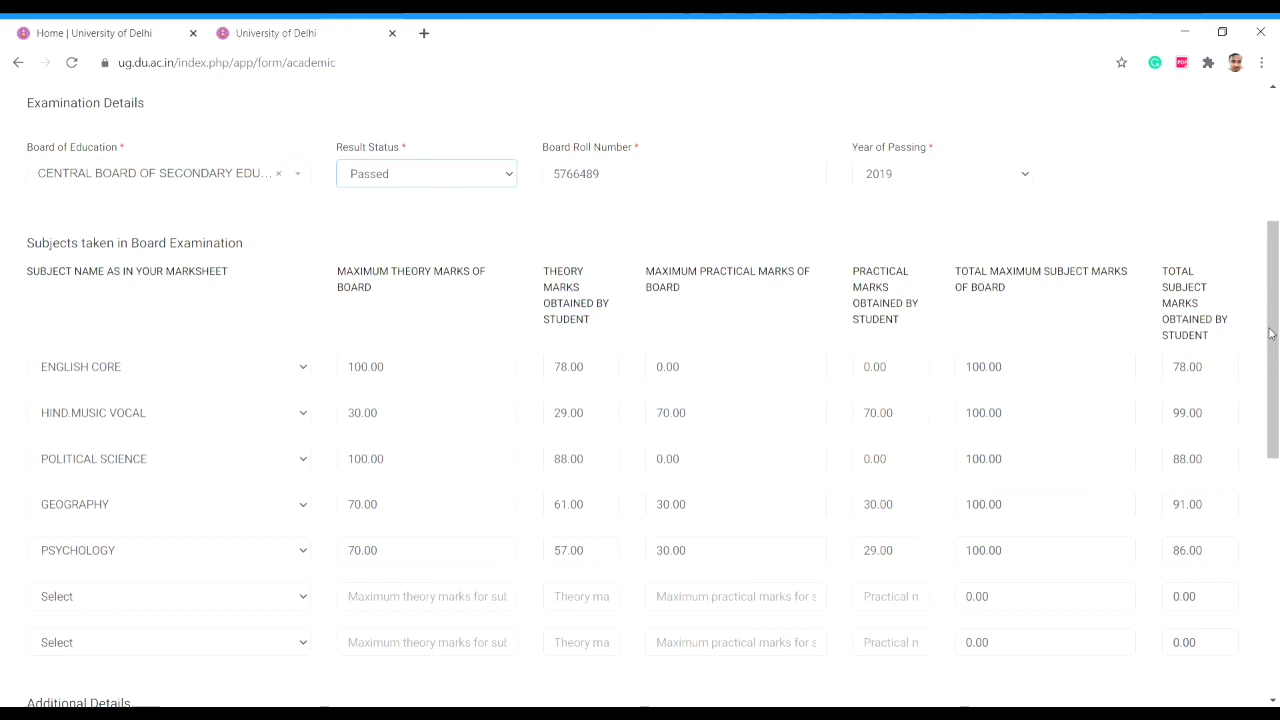 Home | University of Delhi
University of Delhi
ug.du.ac.in/index.php/app/form/academic
PDF
Examination Details
Board of Education * Result Status * Board Roll Number * Year of Passing *
CENTRAL BOARD OF SECONDARY EDU... × Passed 5766489 2019
Subjects taken in Board Examination
SUBJECT NAME AS IN YOUR MARKSHEET
MAXIMUM THEORY MARKS OF
BOARD
THEORY
MARKS
OBTAINED BY
STUDENT
MAXIMUM PRACTICAL MARKS OF
BOARD
PRACTICAL
MARKS
OBTAINED BY
STUDENT
TOTAL MAXIMUM SUBJECT MARKS
OF BOARD
TOTAL
SUBJECT
MARKS
OBTAINED BY
STUDENT
ENGLISH CORE 100.00 78.00 0.00 0.00 100.00 78.00
HIND.MUSIC VOCAL 30.00 29.00 70.00 70.00 100.00 99.00
POLITICAL SCIENCE 100.00 88.00 0.00 0.00 100.00 88.00
GEOGRAPHY 70.00 61.00 30.00 30.00 100.00 91.00
PSYCHOLOGY 70.00 57.00 30.00 29.00 100.00 86.00
Select Maximum theory marks for sub Theory ma Maximum practical marks for s Practical n 0.00 0.00
Select Maximum theory marks for sub Theory ma Maximum practical marks for s Practical n 0.00 0.00
Additional Details